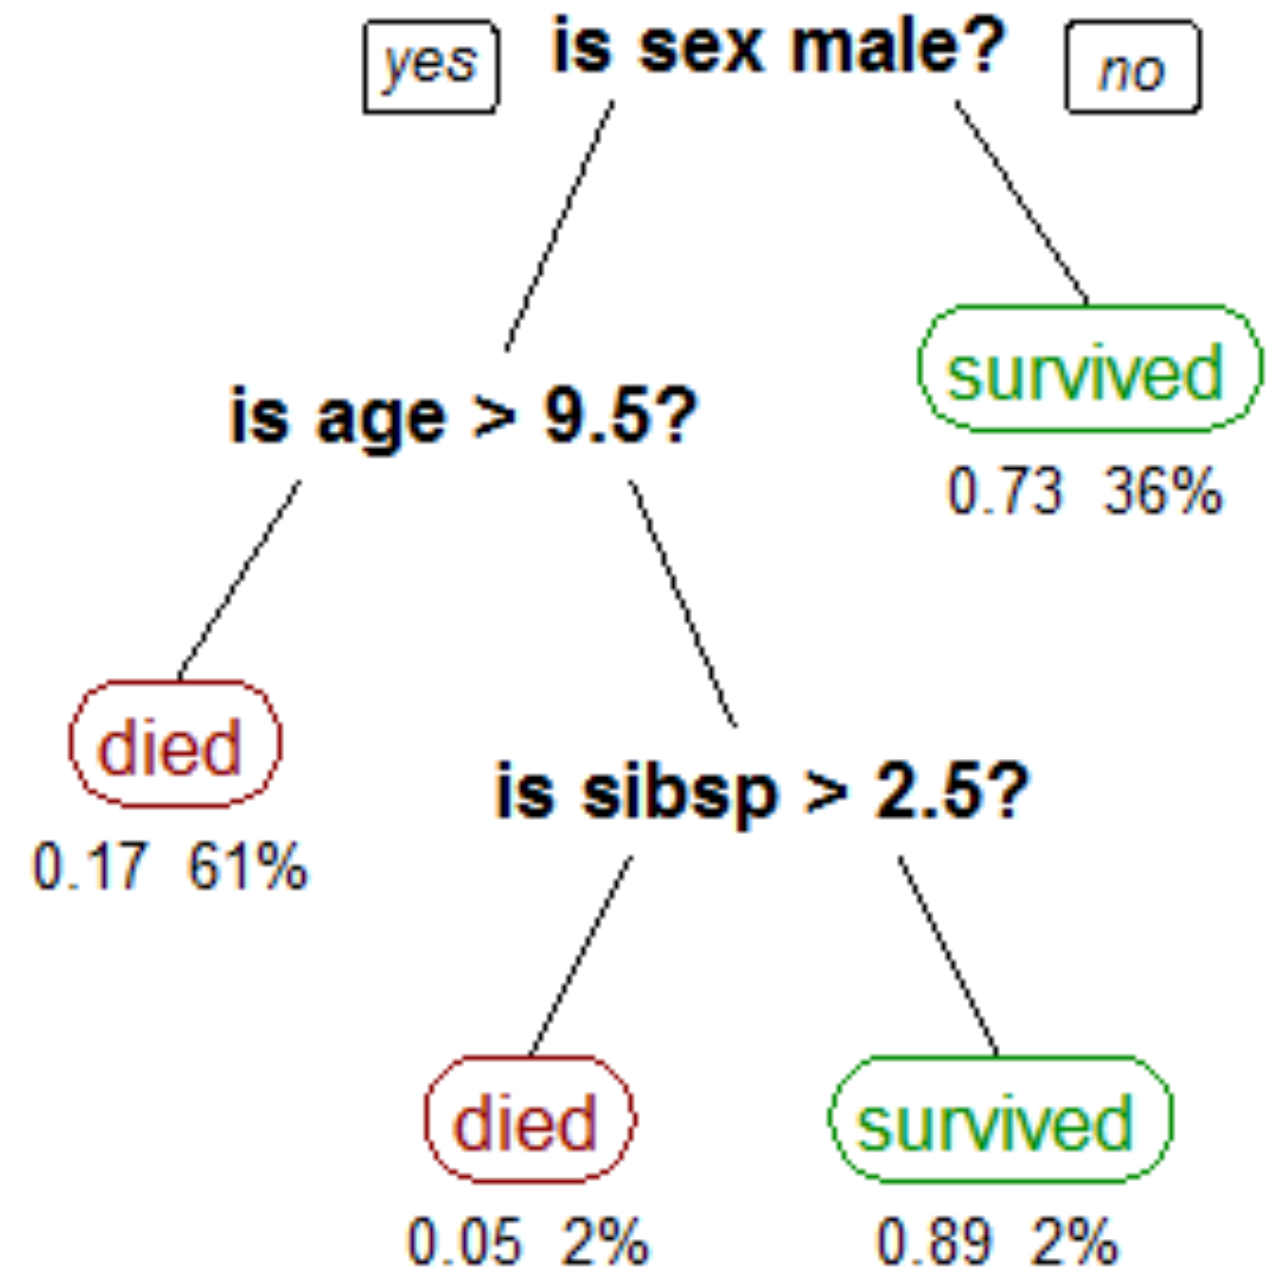 yes is sex male? no
is age > 9.5?
survived
0.73 36%
died
0.17 61%
is sibsp > 2.5?
died
0.05 2%
survived
0.89 2%